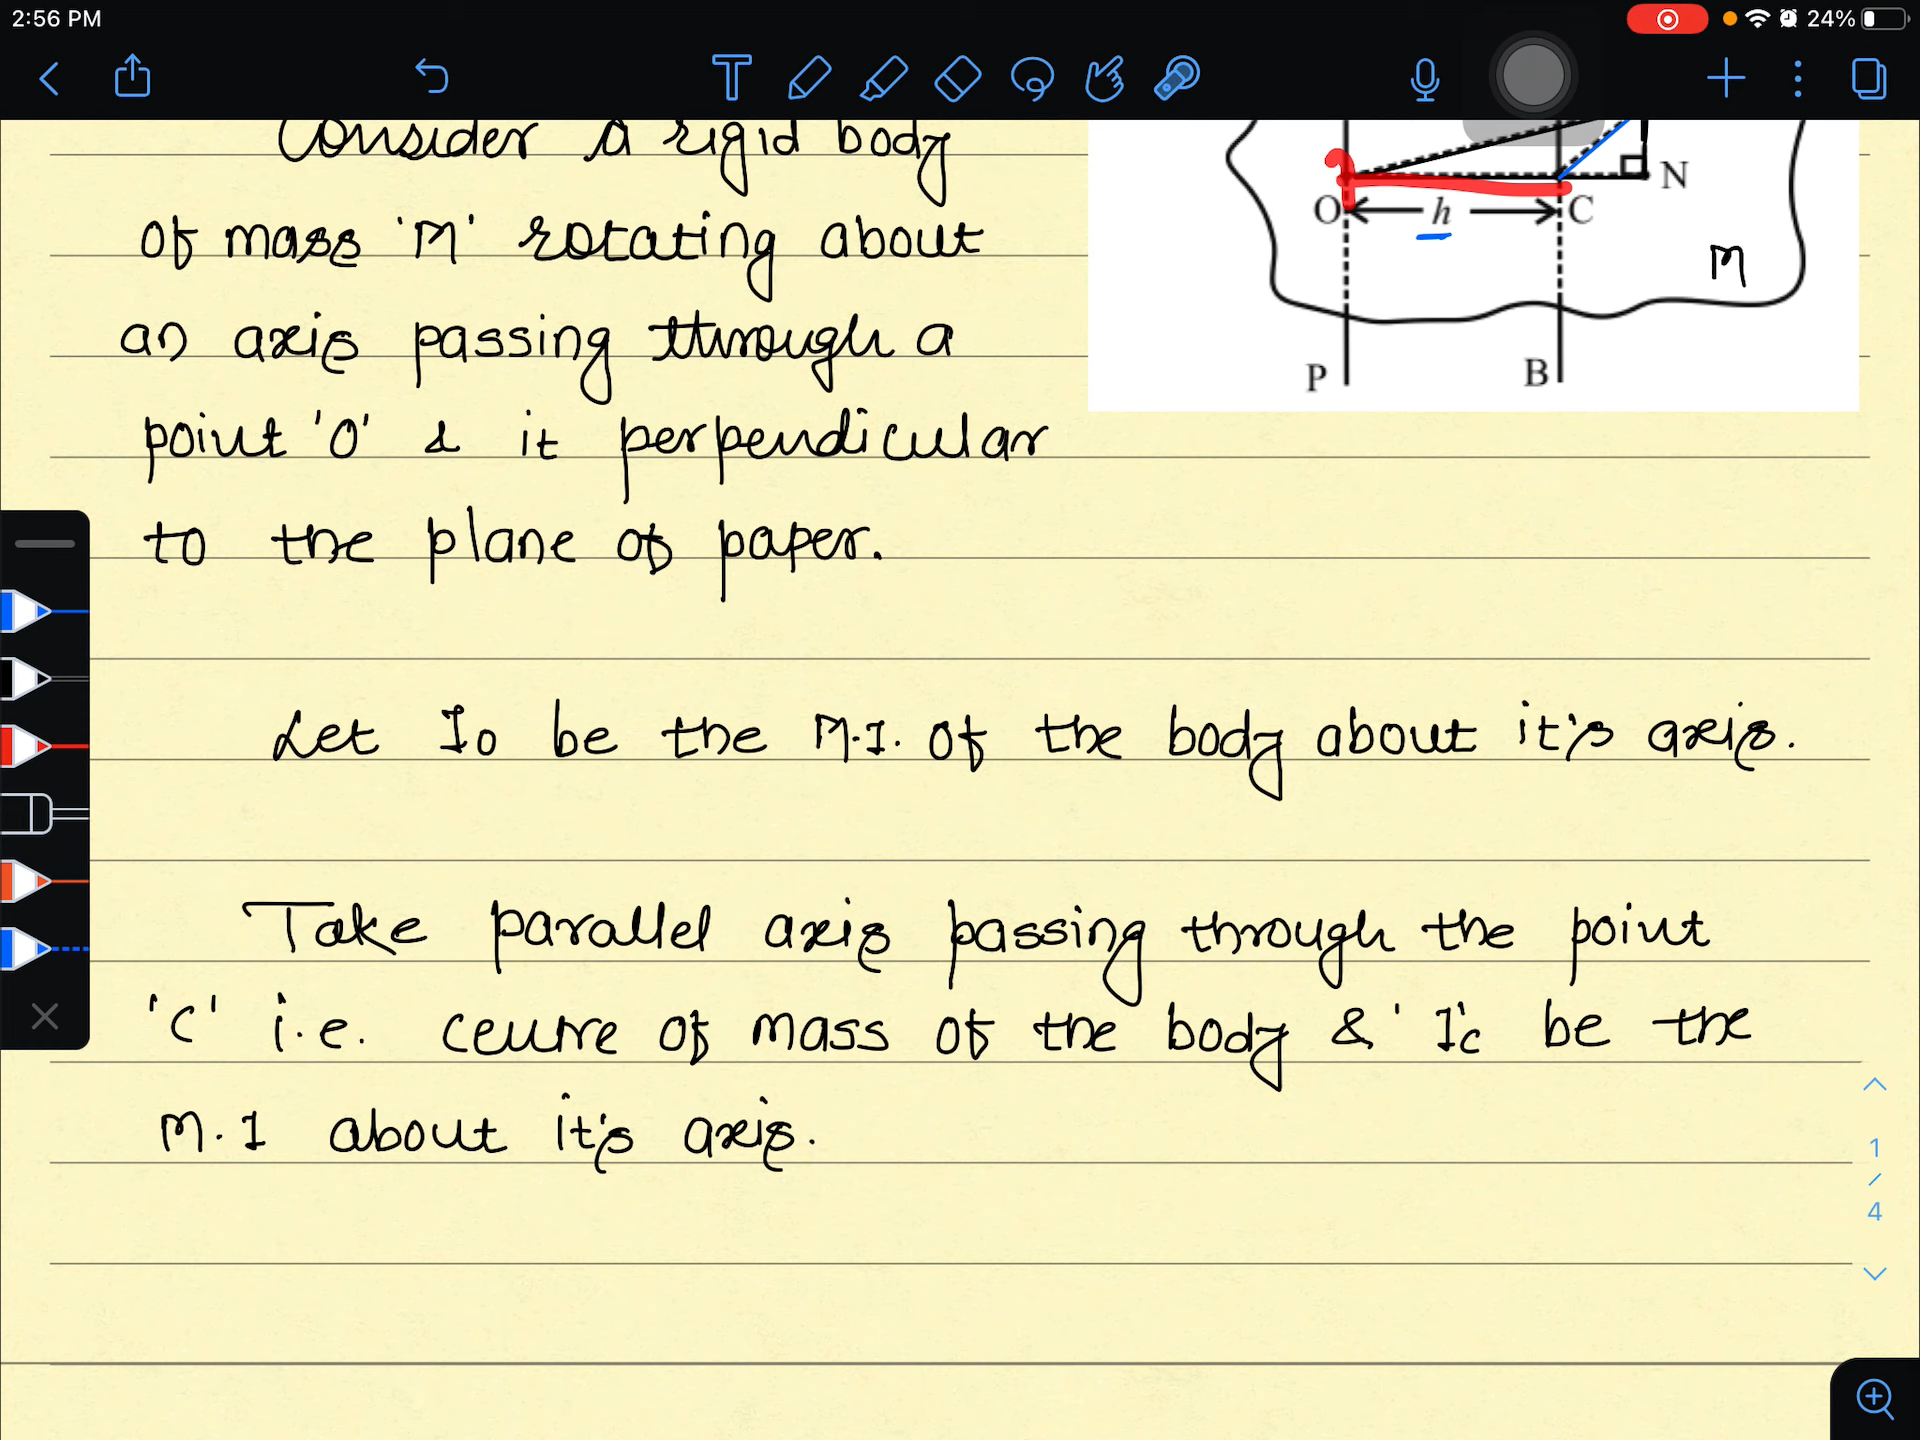 2:56 PM
24%
T
Consider a rigid body
of mass 'M' rotating about
an axis passing through a
point 'O' & it perpendicular
to the plane of paper.
N
O h C
M
P B
Let Io be the M.I. of the body about it's axis.
Take parallel axis passing through the point
'C' i.e. centre of mass of the body & 'Ic be the
M.I about it's axis.
1
/
4